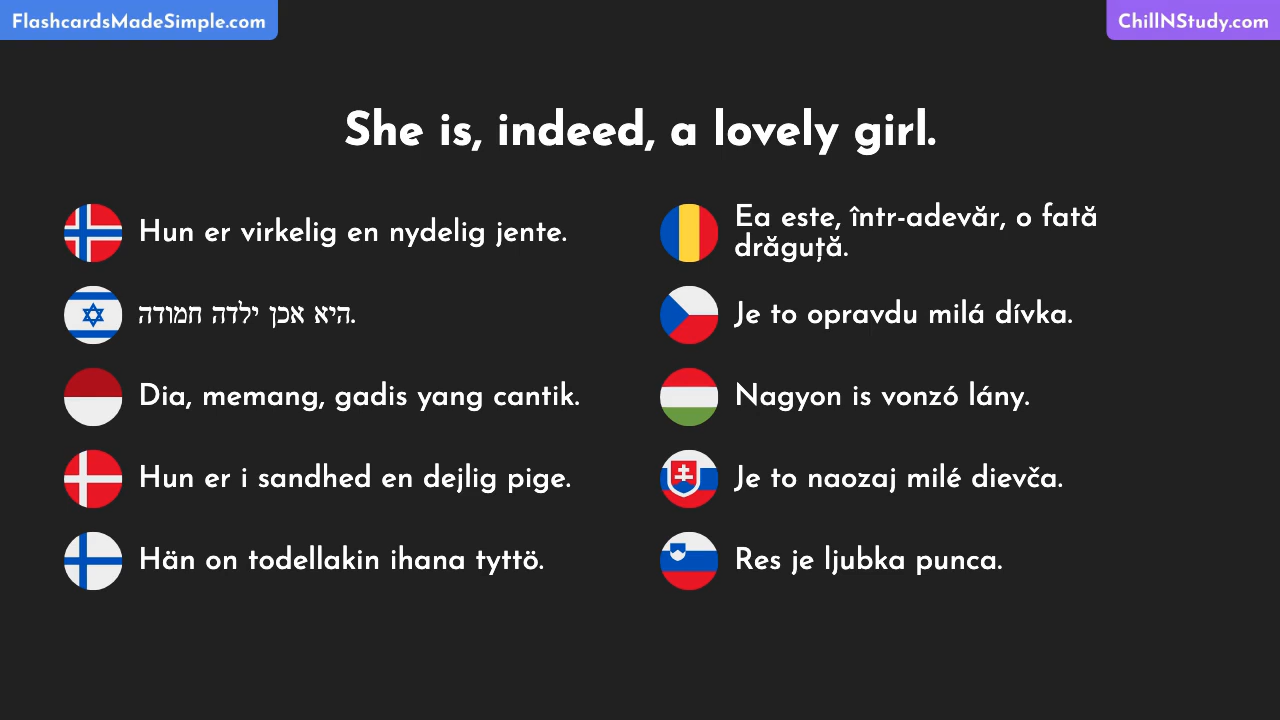 FlashcardsMadeSimple.com
ChillNStudy.com
She is, indeed, a lovely girl.
Hun er virkelig en nydelig jente.
היא אכן ילדה חמודה.
Dia, memang, gadis yang cantik.
Hun er i sandhed en dejlig pige.
Hän on todellakin ihana tyttö.
Ea este, într-adevăr, o fată
drăguță.
Je to opravdu milá dívka.
Nagyon is vonzó lány.
Je to naozaj milé dievča.
Res je ljubka punca.